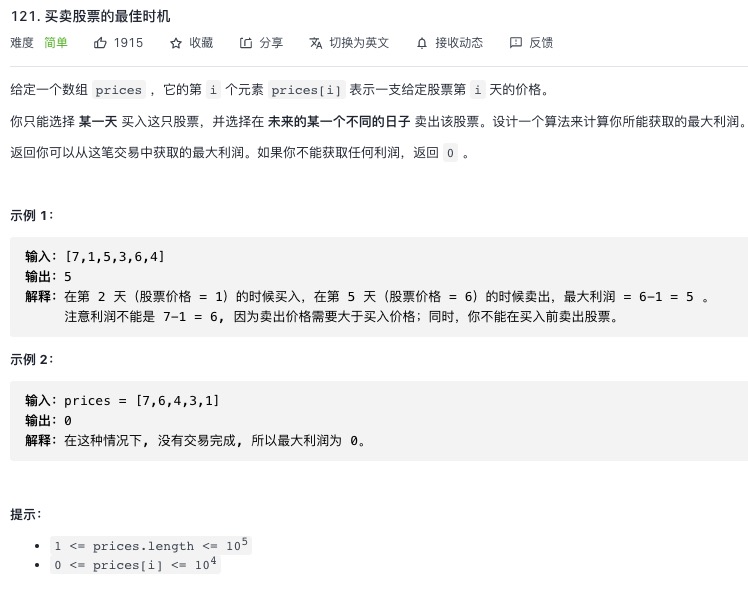 121. 买卖股票的最佳时机
难度 简单 1915 收藏 分享 切换为英文 接收动态 反馈
给定一个数组 prices ，它的第 i 个元素 prices[i] 表示一支给定股票第 i 天的价格。
你只能选择 某一天 买入这只股票，并选择在 未来的某一个不同的日子 卖出该股票。设计一个算法来计算你所能获取的最大利润。
返回你可以从这笔交易中获取的最大利润。如果你不能获取任何利润，返回 0 。
示例 1：
输入：[7,1,5,3,6,4]
输出：5
解释：在第 2 天（股票价格 = 1）的时候买入，在第 5 天（股票价格 = 6）的时候卖出，最大利润 = 6-1 = 5 。
注意利润不能是 7-1 = 6, 因为卖出价格需要大于买入价格；同时，你不能在买入前卖出股票。
示例 2：
输入：prices = [7,6,4,3,1]
输出：0
解释：在这种情况下, 没有交易完成, 所以最大利润为 0。
提示：
• 1 <= prices.length <= 10⁵
• 0 <= prices[i] <= 10⁴